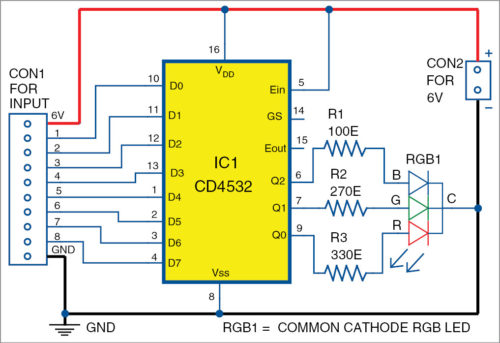 CON1
FOR
INPUT
6V
1
2
3
4
5
6
7
8
GND
10
11
12
13
1
2
3
4
16
VDD
D0
D1
D2
D3
D4
D5
D6
D7
IC1
CD4532
Ein
GS
Eout
Q2
Q1
Q0
Vss
8
5
14
15
6
7
9
R1
100E
R2
270E
R3
330E
RGB1
B
G
R
C
CON2
FOR
6V
+
–
GND
RGB1 = COMMON CATHODE RGB LED